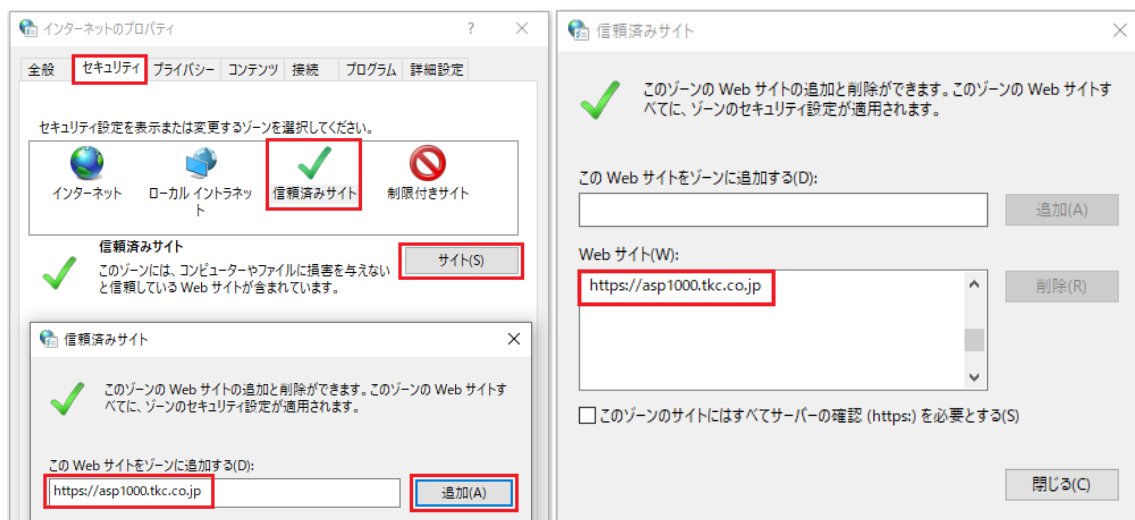 インターネットのプロパティ
?
全般 セキュリティ プライバシー コンテンツ 接続 プログラム 詳細設定
セキュリティ設定を表示または変更するゾーンを選択してください。
インターネット
ローカル イントラネッ
ト
信頼済みサイト
制限付きサイト
信頼済みサイト
このゾーンには、コンピューターやファイルに損害を与えない
と信頼している Web サイトが含まれています。
サイト(S)
信頼済みサイト
このゾーンの Web サイトの追加と削除ができます。このゾーンの Web サイトす
べてに、ゾーンのセキュリティ設定が適用されます。
この Web サイトをゾーンに追加する(D):
https://asp1000.tkc.co.jp
追加(A)
信頼済みサイト
このゾーンの Web サイトの追加と削除ができます。このゾーンの Web サイトす
べてに、ゾーンのセキュリティ設定が適用されます。
この Web サイトをゾーンに追加する(D):
追加(A)
Web サイト(W):
https://asp1000.tkc.co.jp
削除(R)
このゾーンのサイトにはすべてサーバーの確認 (https:) を必要とする(S)
閉じる(C)